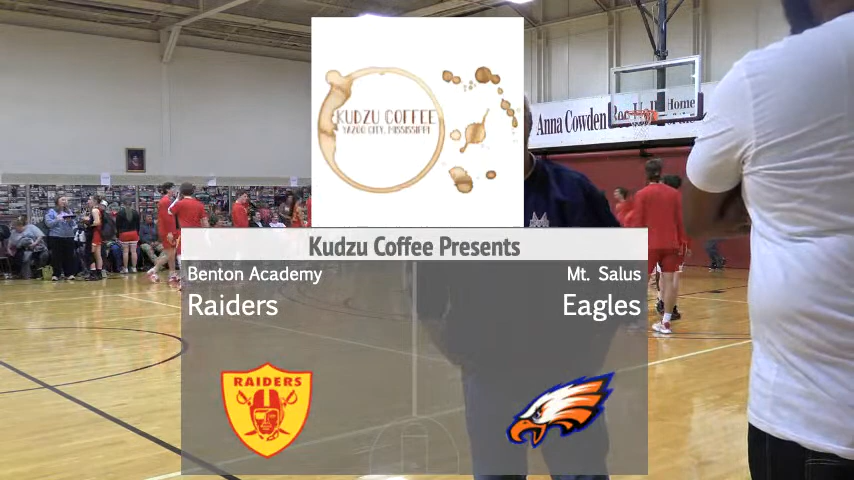 KUDZU COFFEE
YAZOO CITY, MISSISSIPPI
Anna Cowden
Home
Kudzu Coffee Presents
Benton Academy
Mt. Salus
Raiders
Eagles
RAIDERS